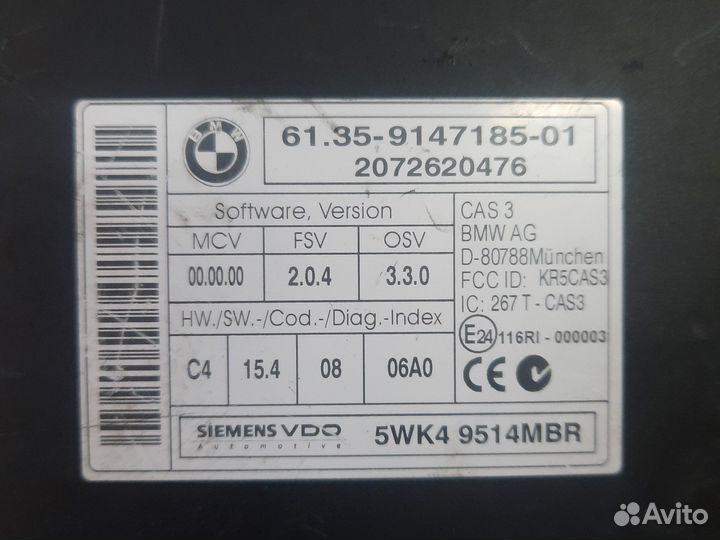 BMW
61.35-9147185-01
2072620476
Software, Version
MCV FSV OSV
00.00.00 2.0.4 3.3.0
HW./SW.-/Cod.-/Diag.-Index
C4 15.4 08 06A0
CAS 3
BMW AG
D-80788München
FCC ID: KR5CAS3
IC: 267 T - CAS3
E24 116RI - 000003
CE
SIEMENS VDO
Automotive
5WK4 9514MBR
Avito